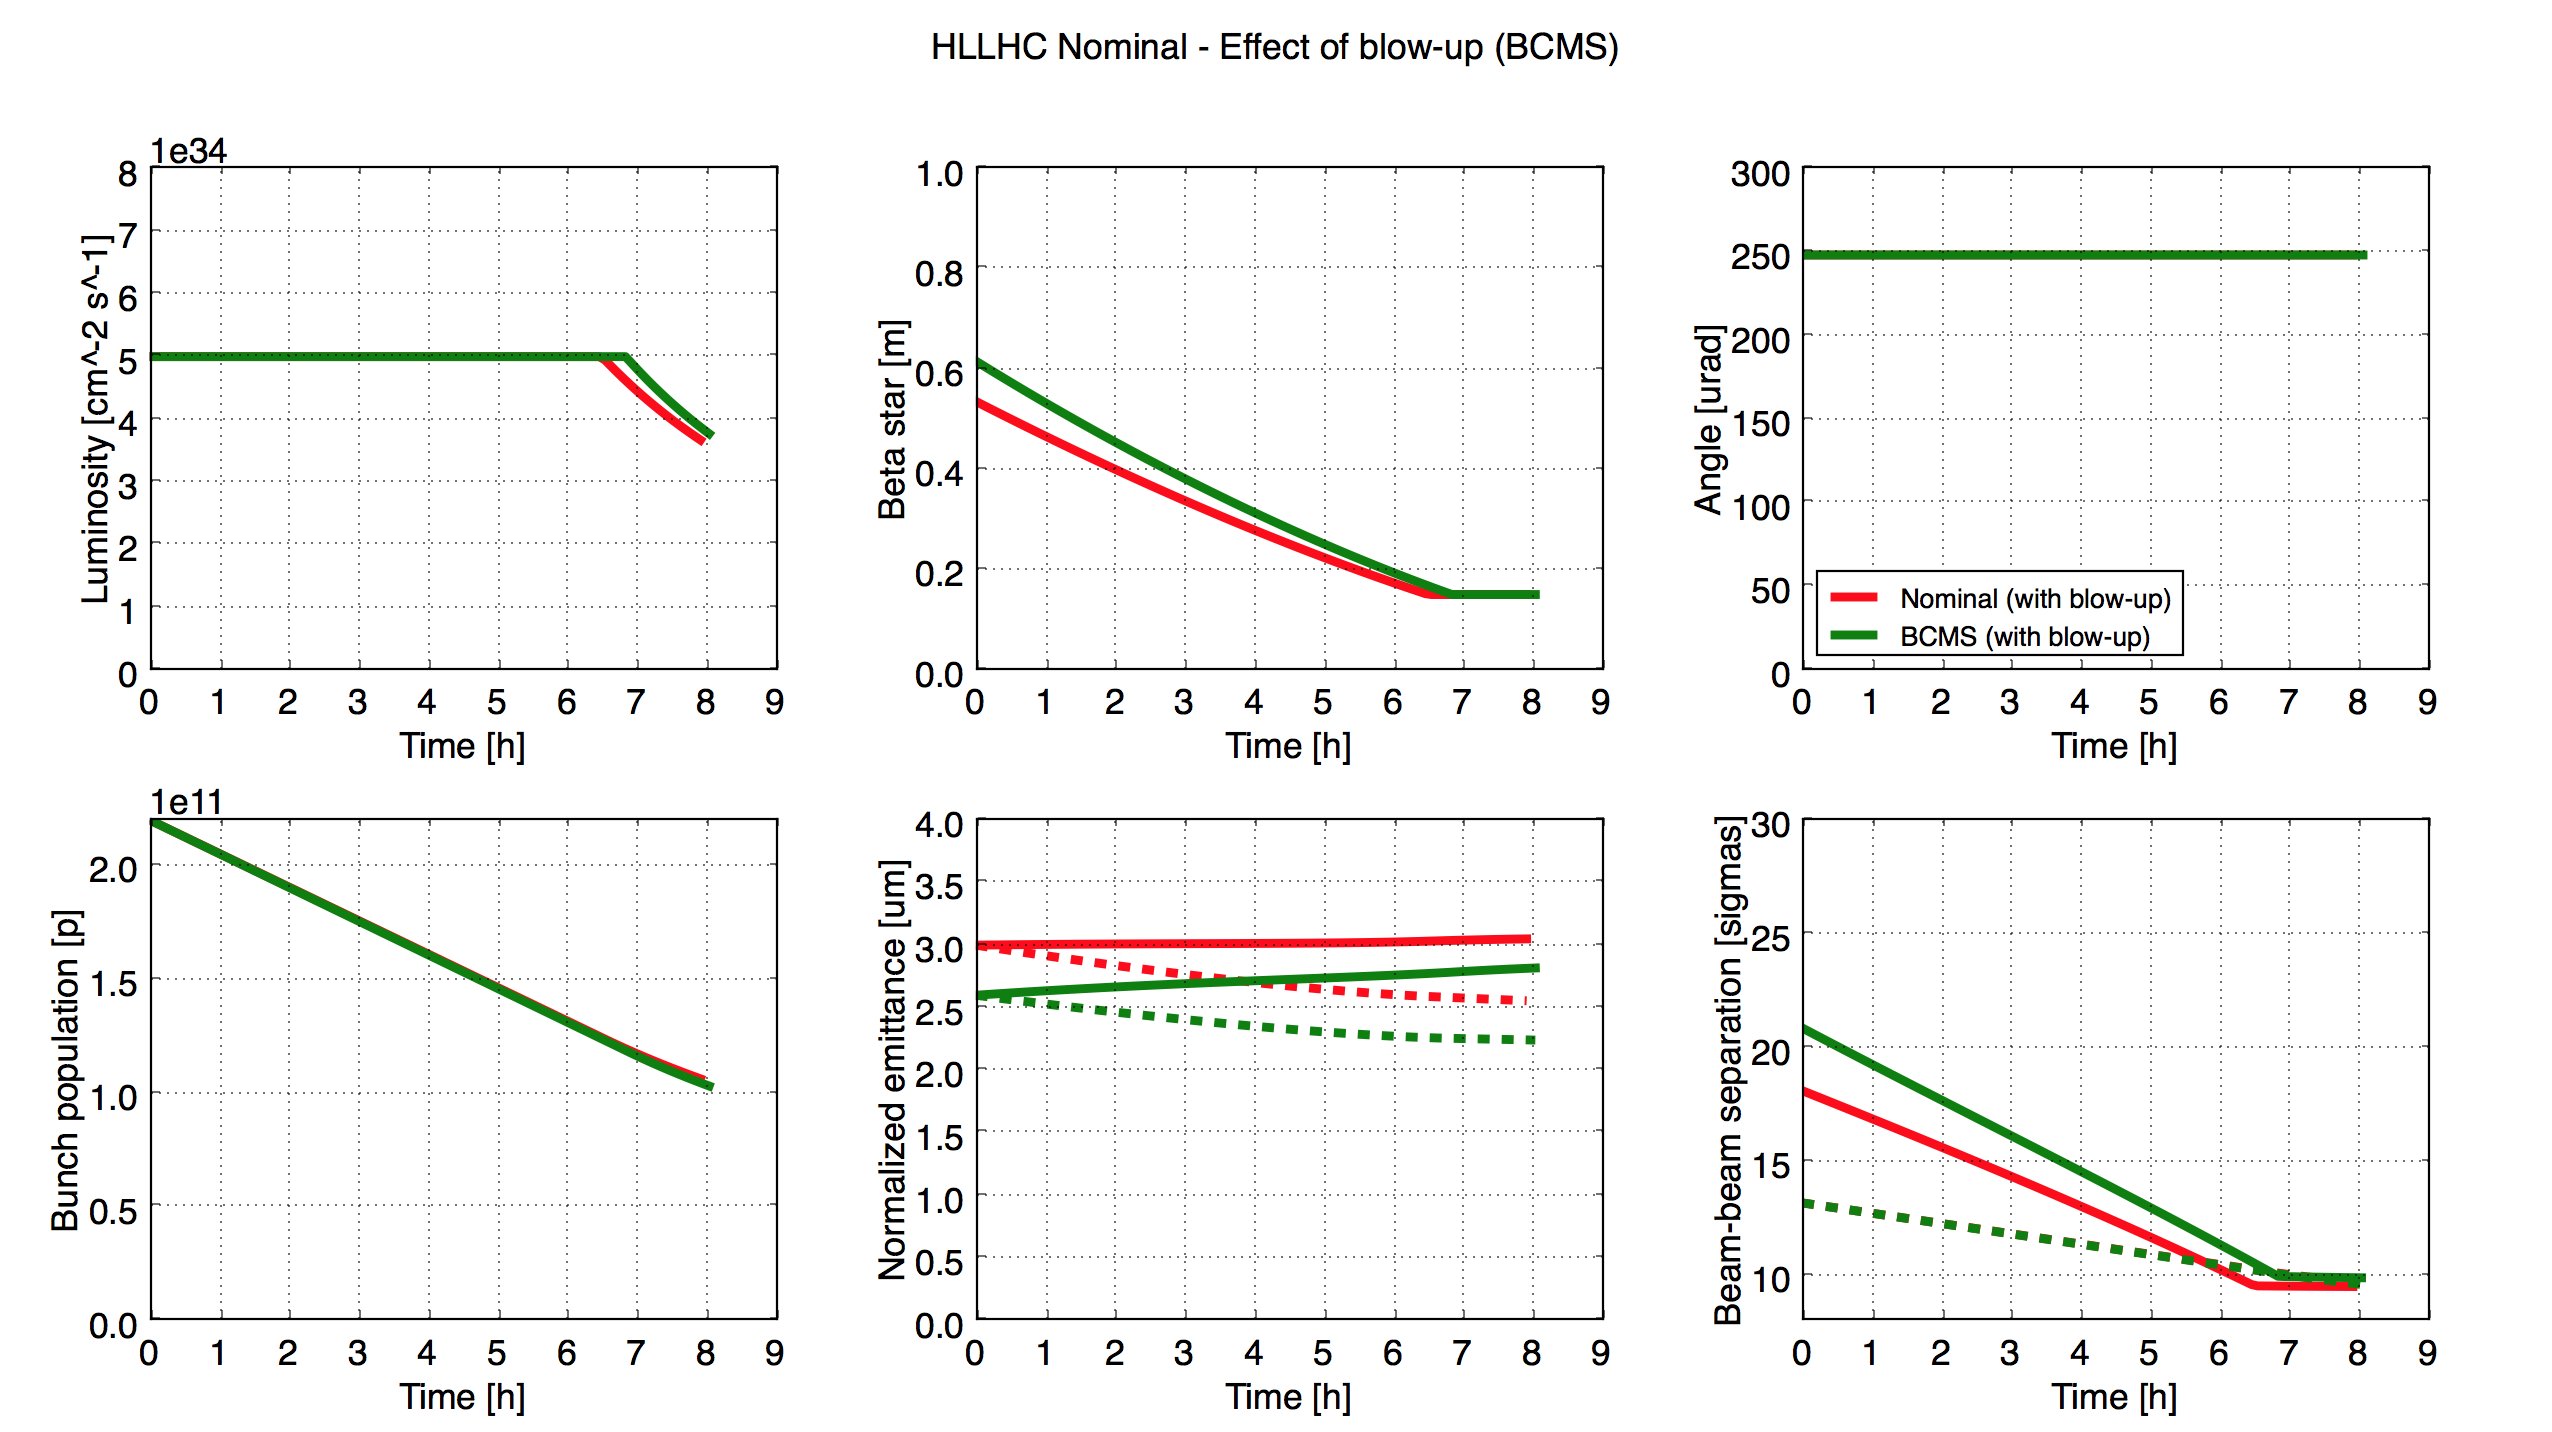 HLLHC Nominal - Effect of blow-up (BCMS)
1e34
8
7
6
5
4
3
2
1
0
Luminosity [cm^-2 s^-1]
0 1 2 3 4 5 6 7 8 9
Time [h]
1.0
0.8
0.6
0.4
0.2
0.0
Beta star [m]
0 1 2 3 4 5 6 7 8 9
Time [h]
300
250
200
150
100
50
0
Angle [urad]
Nominal (with blow-up)
BCMS (with blow-up)
0 1 2 3 4 5 6 7 8 9
Time [h]
1e11
2.0
1.5
1.0
0.5
0.0
Bunch population [p]
0 1 2 3 4 5 6 7 8 9
Time [h]
4.0
3.5
3.0
2.5
2.0
1.5
1.0
0.5
0.0
Normalized emittance [um]
0 1 2 3 4 5 6 7 8 9
Time [h]
30
25
20
15
10
Beam-beam separation [sigmas]
0 1 2 3 4 5 6 7 8 9
Time [h]